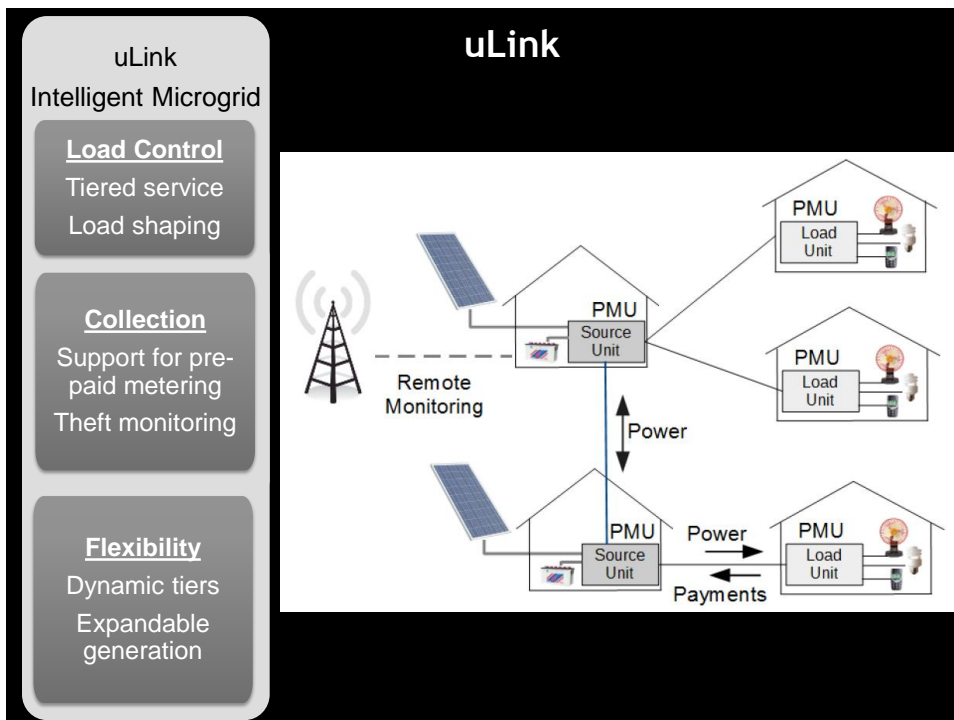 uLink
Intelligent Microgrid
Load Control
Tiered service
Load shaping
Collection
Support for pre-
paid metering
Theft monitoring
Flexibility
Dynamic tiers
Expandable
generation
uLink
PMU
Load
Unit
PMU
Source
Unit
Remote
Monitoring
PMU
Load
Unit
Power
PMU
Source
Unit
Power
Payments
PMU
Load
Unit